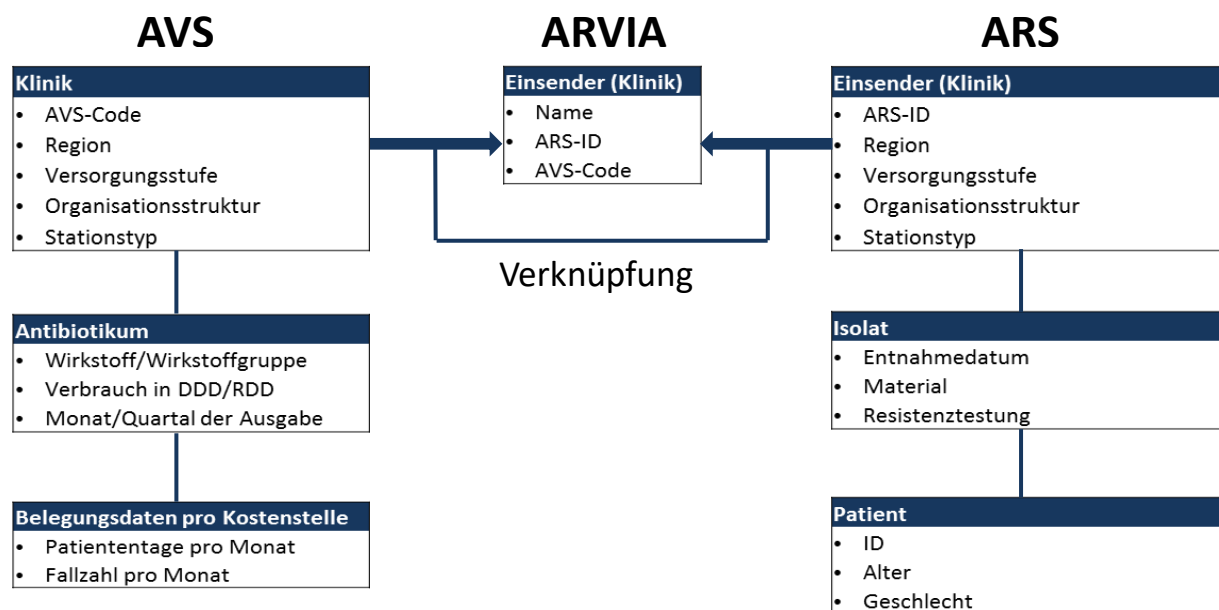 AVS
Klinik
• AVS-Code
• Region
• Versorgungsstufe
• Organisationsstruktur
• Stationstyp
Antibiotikum
• Wirkstoff/Wirkstoffgruppe
• Verbrauch in DDD/RDD
• Monat/Quartal der Ausgabe
Belegungsdaten pro Kostenstelle
• Patiententage pro Monat
• Fallzahl pro Monat
ARVIA
Einsender (Klinik)
• Name
• ARS-ID
• AVS-Code
Verknüpfung
ARS
Einsender (Klinik)
• ARS-ID
• Region
• Versorgungsstufe
• Organisationsstruktur
• Stationstyp
Isolat
• Entnahmedatum
• Material
• Resistenztestung
Patient
• ID
• Alter
• Geschlecht